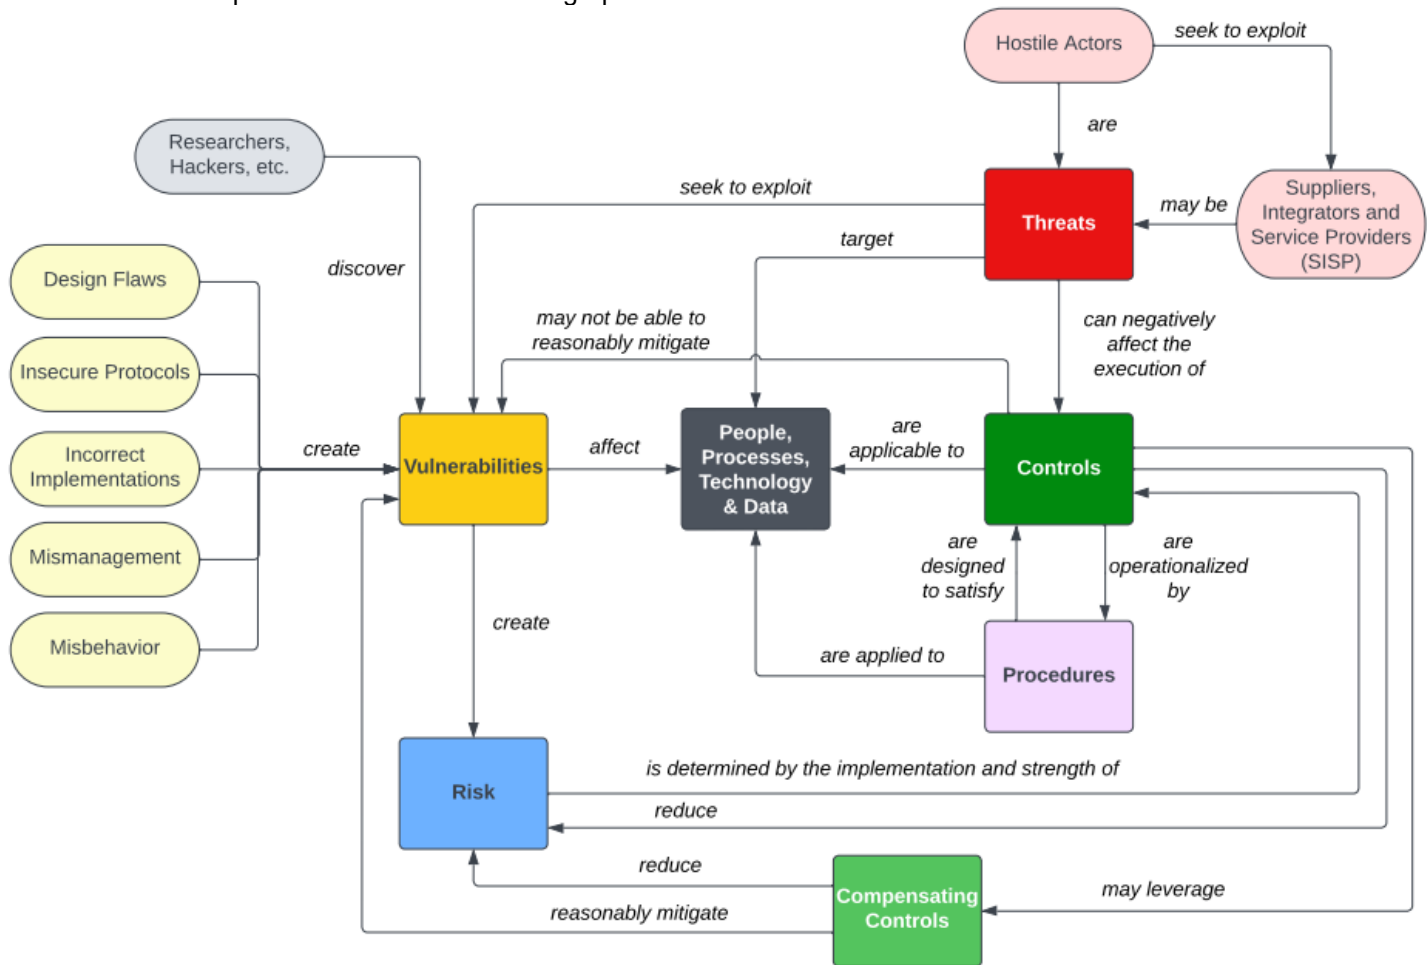 Hostile Actors
seek to exploit
are
Researchers,
Hackers, etc.
seek to exploit
Threats
may be
Suppliers,
Integrators and
Service Providers
(SISP)
target
discover
Design Flaws
may not be able to
reasonably mitigate
can negatively
affect the
execution of
Insecure Protocols
Incorrect
Implementations
create
Vulnerabilities
affect
People,
Processes,
Technology
& Data
are
applicable to
Controls
Mismanagement
are
designed
to satisfy
are
operationalized
by
Misbehavior
create
are applied to
Procedures
Risk
is determined by the implementation and strength of
reduce
reduce
reasonably mitigate
Compensating
Controls
may leverage